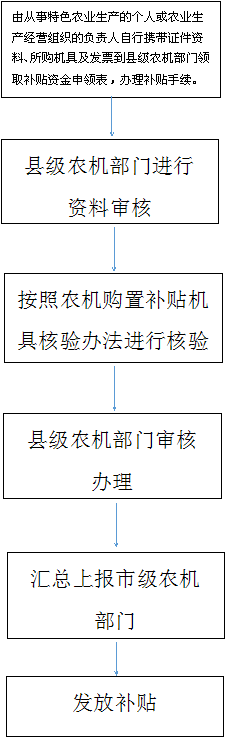 由从事特色农业生产的个人或农业生
产经营组织的负责人自行携带证件资
料、所购机具及发票到县级农机部门领
取补贴资金申领表，办理补贴手续。
县级农机部门进行
资料审核
按照农机购置补贴机
具核验办法进行核验
县级农机部门审核
办理
汇总上报市级农机
部门
发放补贴